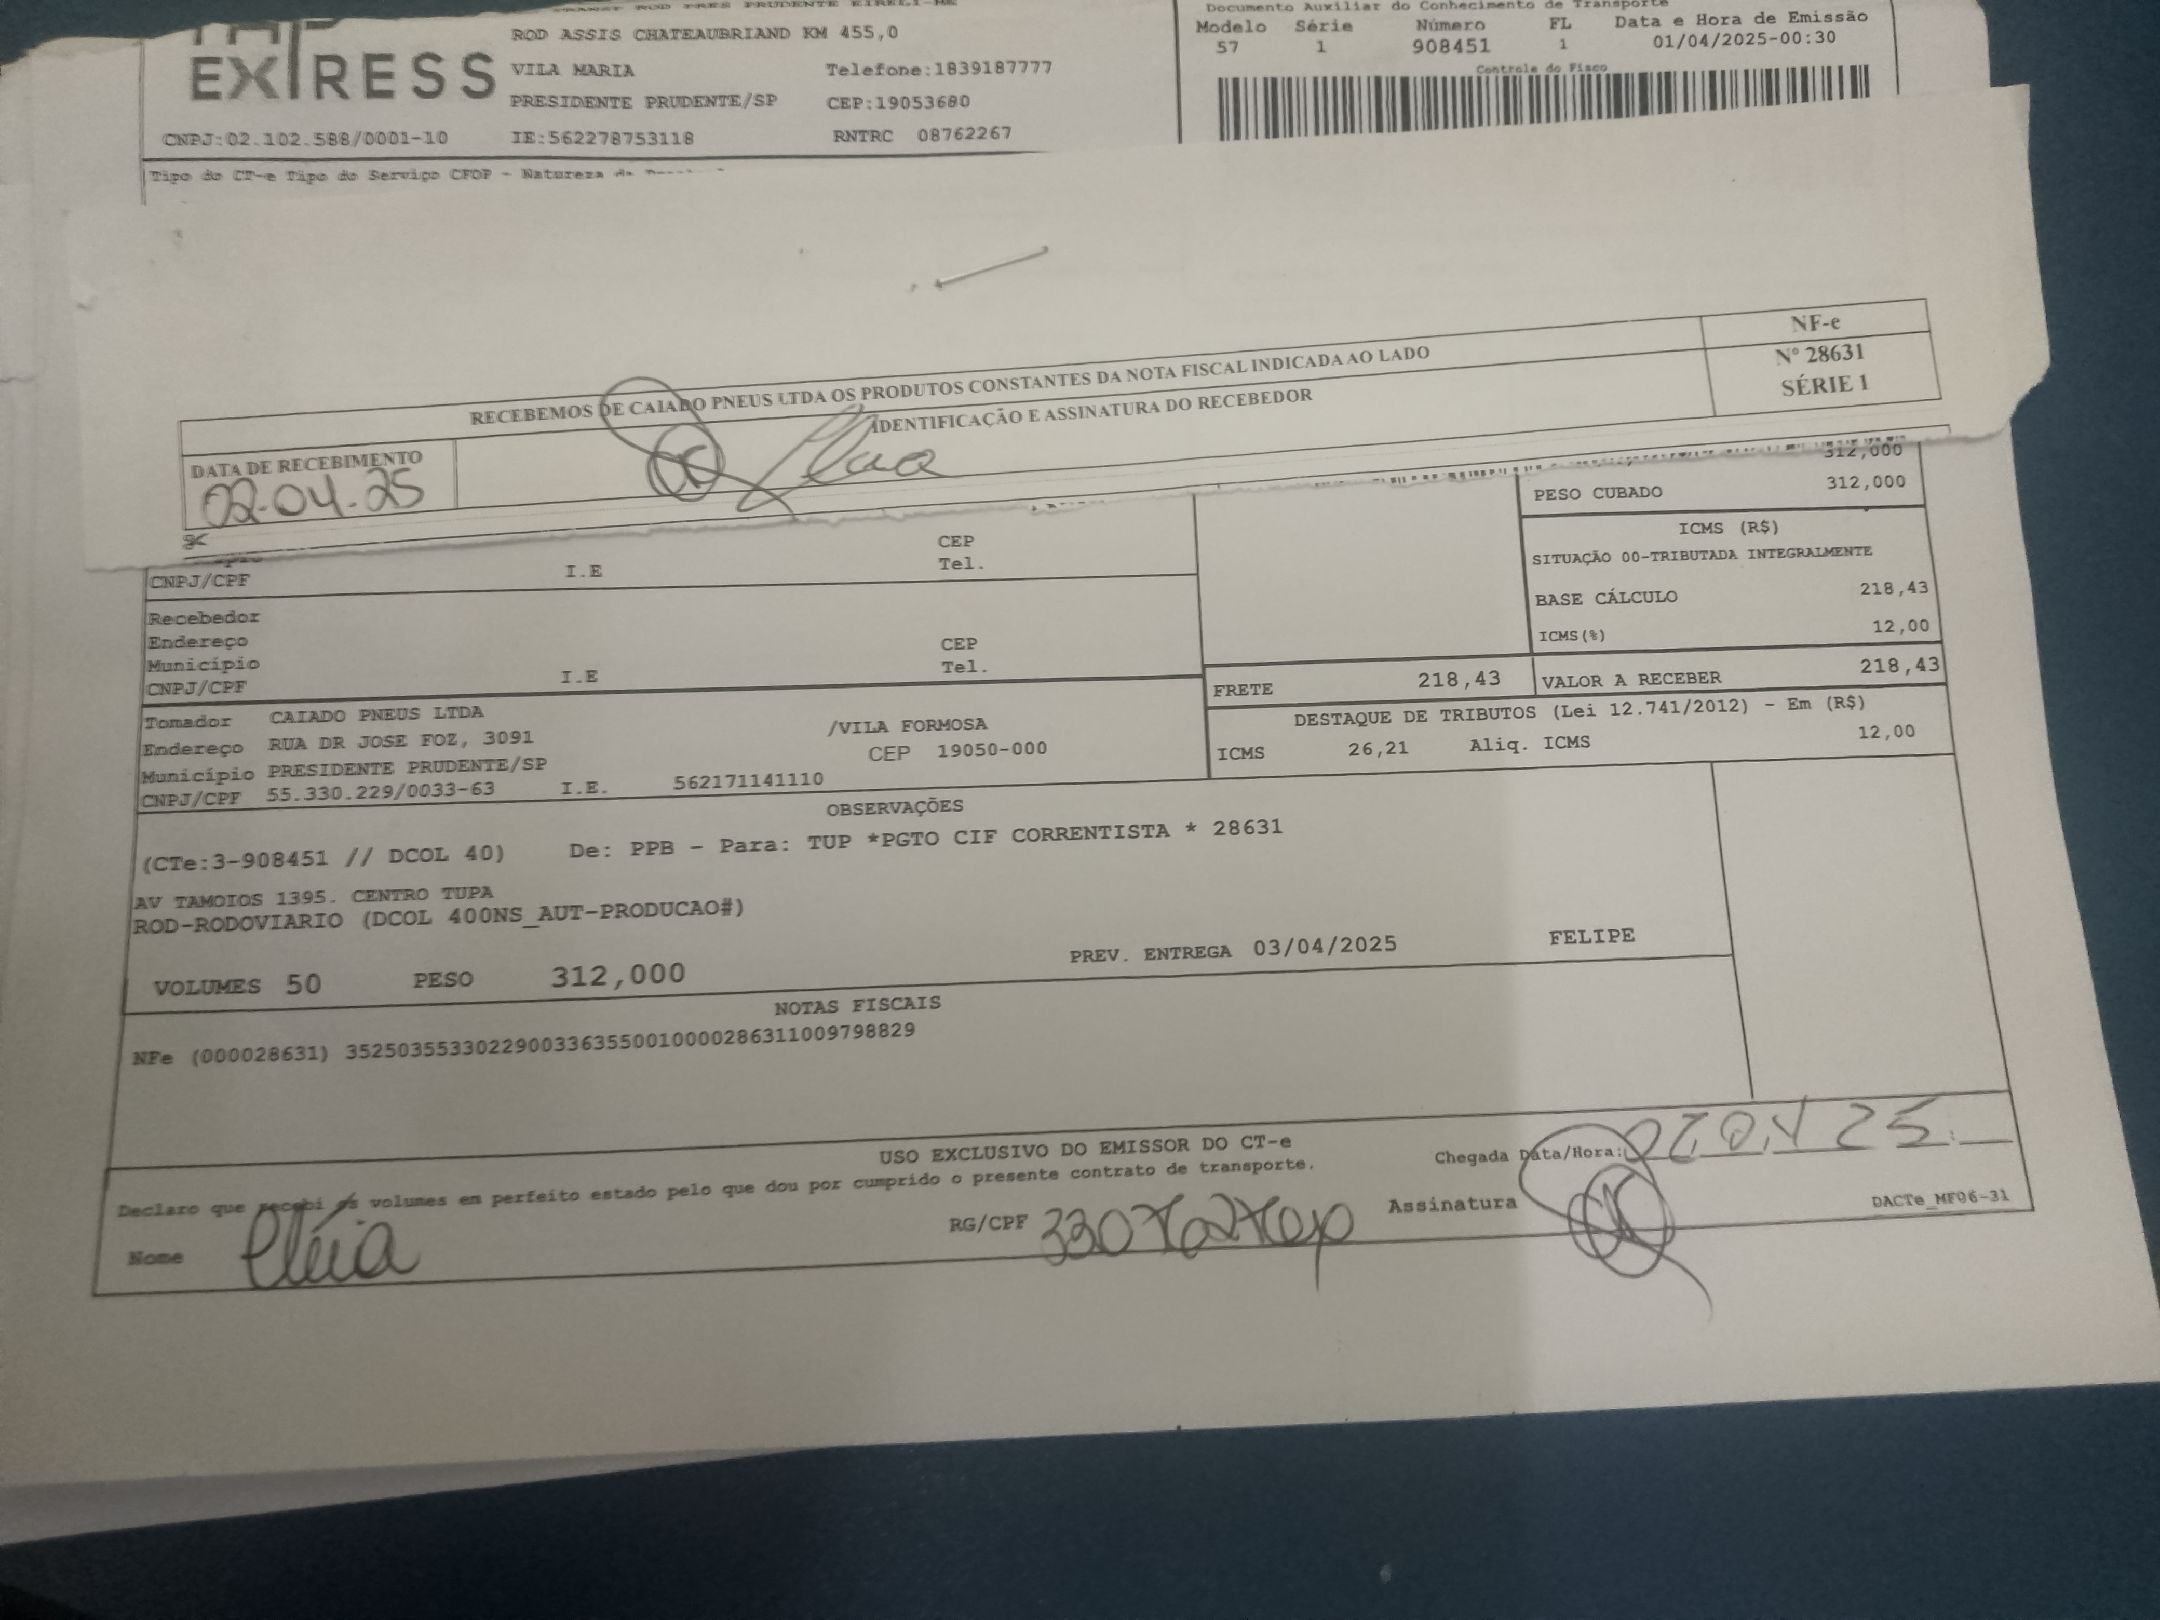 TRANSP ROD PRES PRUDENTE EIRELI-ME
EXPRESS
ROD ASSIS CHATEAUBRIAND KM 455,0
VILA MARIA Telefone:1839187777
PRESIDENTE PRUDENTE/SP CEP:19053680
CNPJ:02.102.588/0001-10 IE:562278753118 RNTRC 08762267
Documento Auxiliar do Conhecimento de Transporte
Modelo Série Número FL Data e Hora de Emissão
57 1 908451 1 01/04/2025-00:30
Controle do Fisco
Tipo do CT-e Tipo do Serviço CFOP - Natureza da
RECEBEMOS DE CAIADO PNEUS LTDA OS PRODUTOS CONSTANTES DA NOTA FISCAL INDICADA AO LADO
NF-e
Nº 28631
SÉRIE 1
DATA DE RECEBIMENTO
02.04.25
IDENTIFICAÇÃO E ASSINATURA DO RECEBEDOR
312,000
PESO CUBADO 312,000
ICMS (R$)
SITUAÇÃO 00-TRIBUTADA INTEGRALMENTE
BASE CÁLCULO 218,43
ICMS(%) 12,00
CEP
CNPJ/CPF I.E Tel.
Recebedor
Endereço
Município CEP
CNPJ/CPF I.E Tel.
FRETE 218,43 VALOR A RECEBER 218,43
DESTAQUE DE TRIBUTOS (Lei 12.741/2012) - Em (R$)
ICMS 26,21 Aliq. ICMS 12,00
Tomador CAIADO PNEUS LTDA
Endereço RUA DR JOSE FOZ, 3091 /VILA FORMOSA
Município PRESIDENTE PRUDENTE/SP CEP 19050-000
CNPJ/CPF 55.330.229/0033-63 I.E. 562171141110
OBSERVAÇÕES
(CTe:3-908451 // DCOL 40) De: PPB - Para: TUP *PGTO CIF CORRENTISTA * 28631
AV TAMOIOS 1395. CENTRO TUPA
ROD-RODOVIARIO (DCOL 400NS_AUT-PRODUCAO#)
VOLUMES 50 PESO 312,000 PREV. ENTREGA 03/04/2025 FELIPE
NOTAS FISCAIS
NFe (000028631) 35250355330229003363550010000286311009798829
USO EXCLUSIVO DO EMISSOR DO CT-e
Declaro que recebi os volumes em perfeito estado pelo que dou por cumprido o presente contrato de transporte.
Chegada Data/Hora: 02.04 25
Nome Cléia RG/CPF Assinatura
DACTe_MF06-31